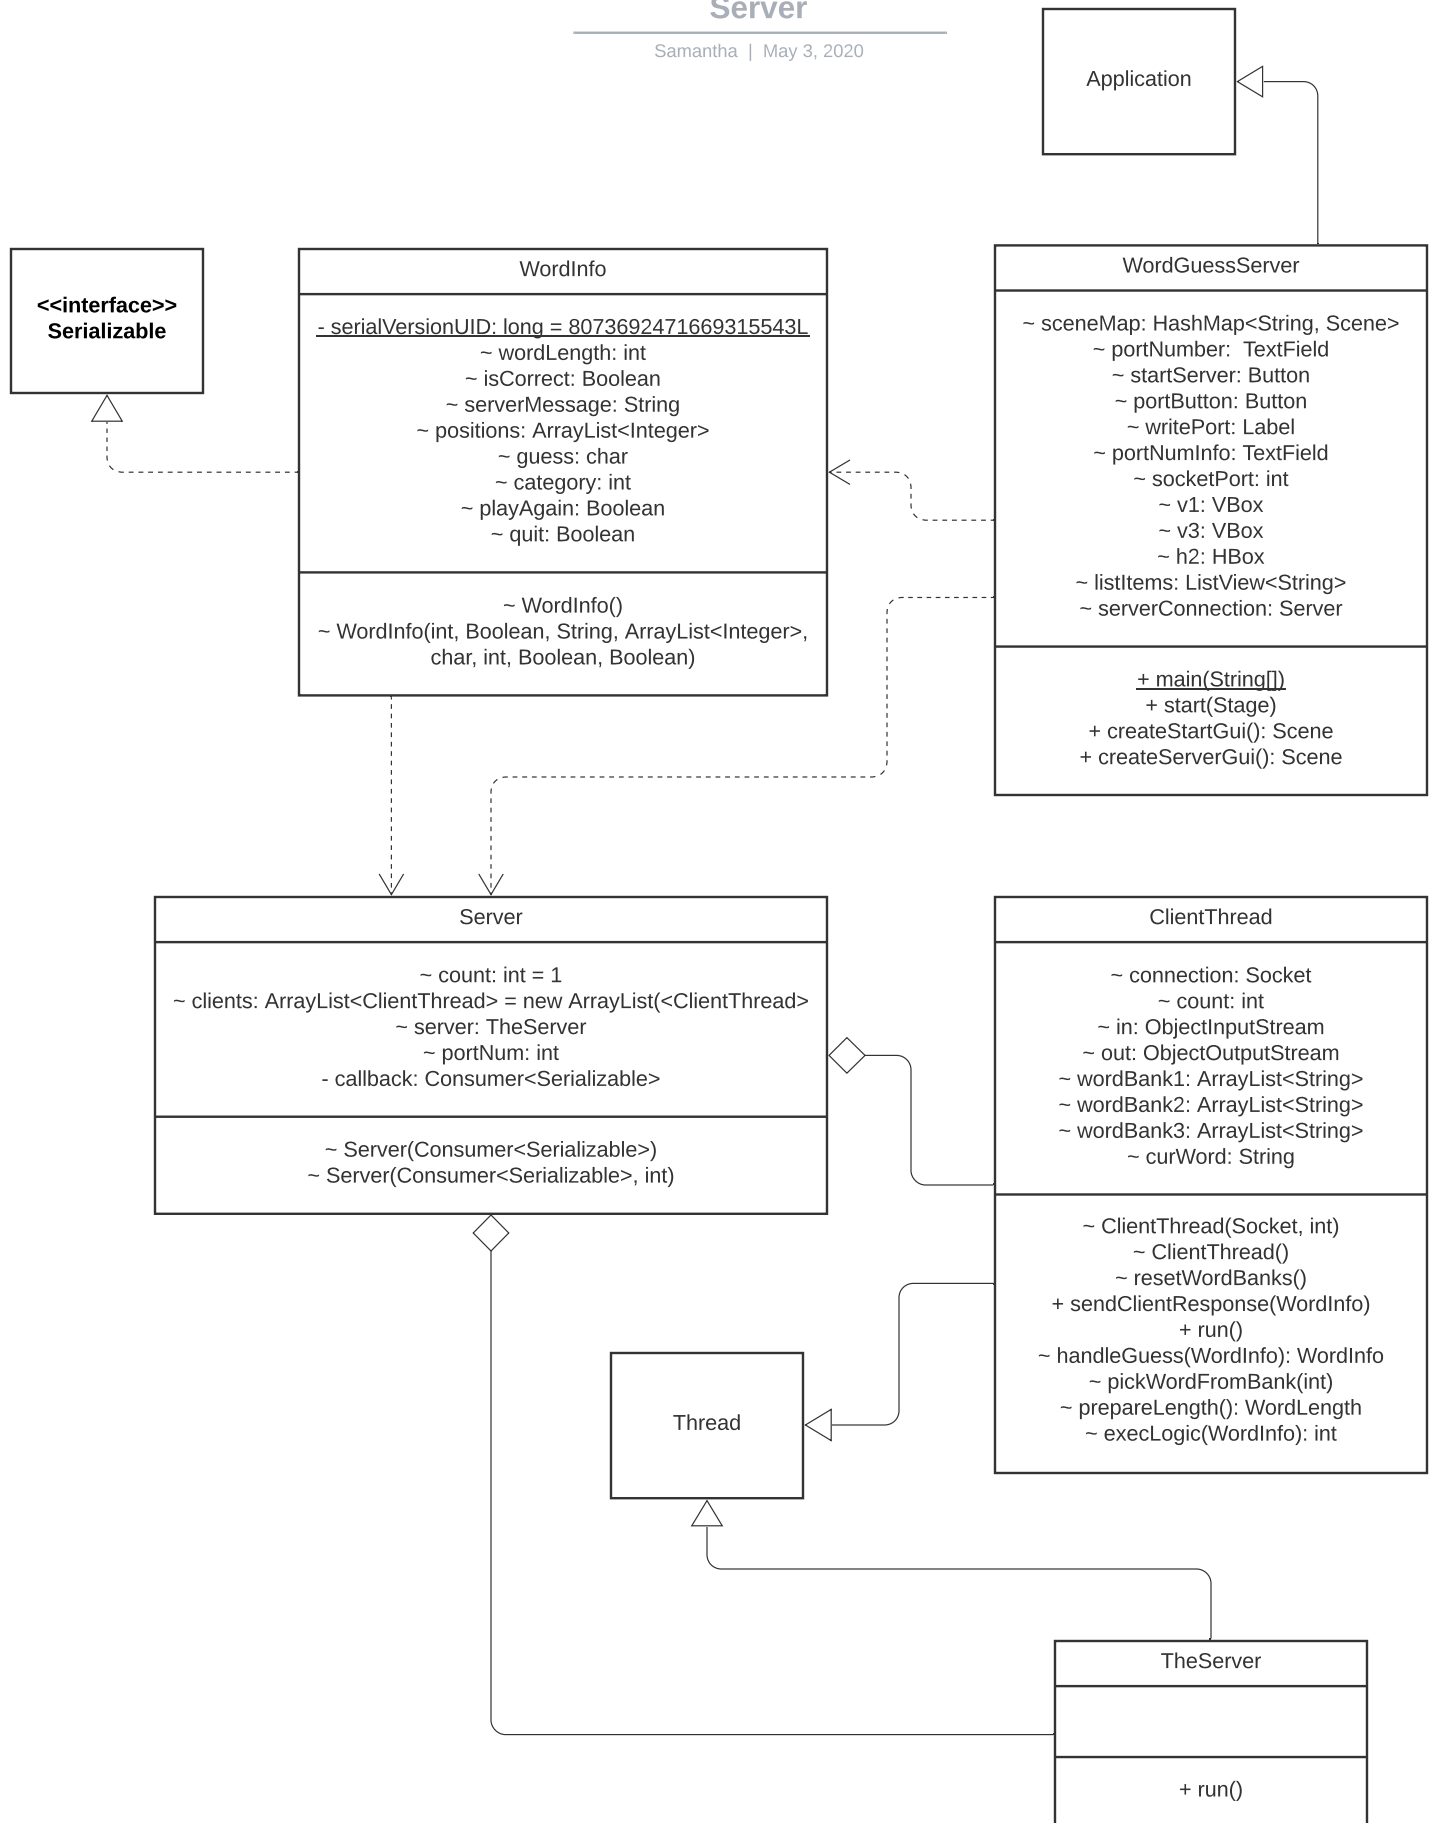 Server
Samantha | May 3, 2020
Application
<<interface>>
Serializable
WordInfo
- serialVersionUID: long = 8073692471669315543L
~ wordLength: int
~ isCorrect: Boolean
~ serverMessage: String
~ positions: ArrayList<Integer>
~ guess: char
~ category: int
~ playAgain: Boolean
~ quit: Boolean
~ WordInfo()
~ WordInfo(int, Boolean, String, ArrayList<Integer>,
char, int, Boolean, Boolean)
WordGuessServer
~ sceneMap: HashMap<String, Scene>
~ portNumber:  TextField
~ startServer: Button
~ portButton: Button
~ writePort: Label
~ portNumInfo: TextField
~ socketPort: int
~ v1: VBox
~ v3: VBox
~ h2: HBox
~ listItems: ListView<String>
~ serverConnection: Server
+ main(String[])
+ start(Stage)
+ createStartGui(): Scene
+ createServerGui(): Scene
Server
~ count: int = 1
~ clients: ArrayList<ClientThread> = new ArrayList(<ClientThread>
~ server: TheServer
~ portNum: int
- callback: Consumer<Serializable>
~ Server(Consumer<Serializable>)
~ Server(Consumer<Serializable>, int)
ClientThread
~ connection: Socket
~ count: int
~ in: ObjectInputStream
~ out: ObjectOutputStream
~ wordBank1: ArrayList<String>
~ wordBank2: ArrayList<String>
~ wordBank3: ArrayList<String>
~ curWord: String
~ ClientThread(Socket, int)
~ ClientThread()
~ resetWordBanks()
+ sendClientResponse(WordInfo)
+ run()
~ handleGuess(WordInfo): WordInfo
~ pickWordFromBank(int)
~ prepareLength(): WordLength
~ execLogic(WordInfo): int
Thread
TheServer
+ run()